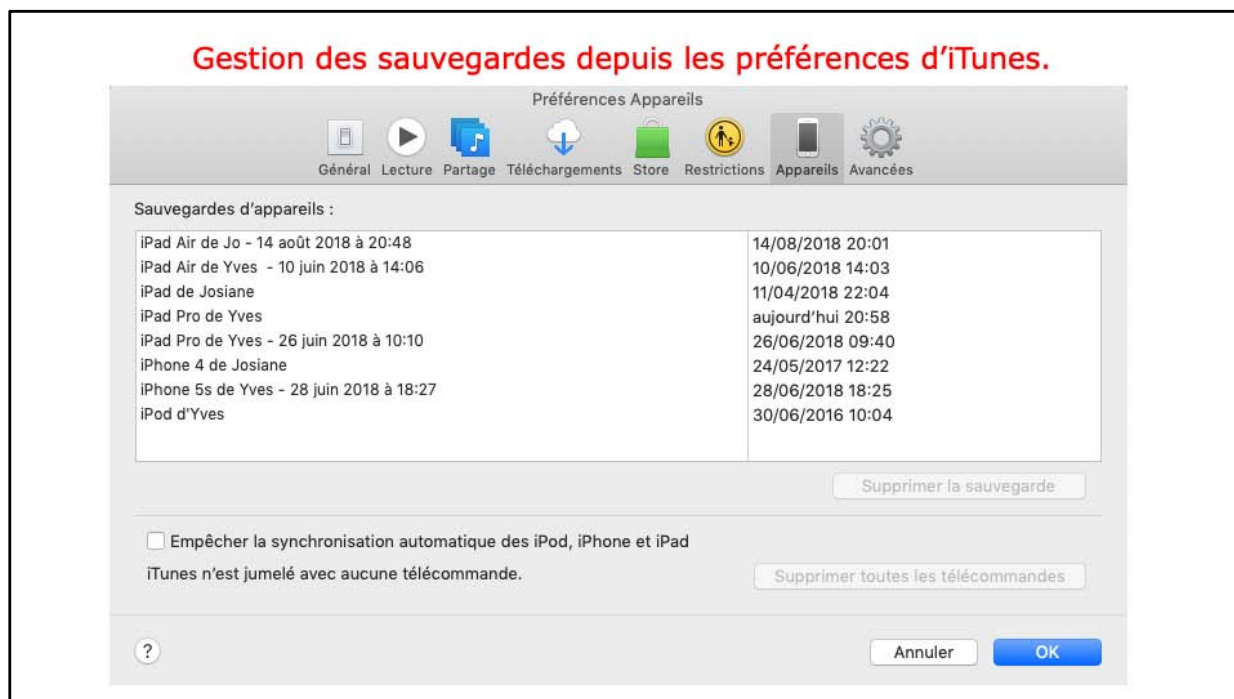 Gestion des sauvegardes depuis les préférences d’iTunes.
Préférences Appareils
Général Lecture Partage Téléchargements Store Restrictions Appareils Avancées
Sauvegardes d’appareils :
iPad Air de Jo - 14 août 2018 à 20:48 14/08/2018 20:01
iPad Air de Yves  - 10 juin 2018 à 14:06 10/06/2018 14:03
iPad de Josiane 11/04/2018 22:04
iPad Pro de Yves aujourd’hui 20:58
iPad Pro de Yves - 26 juin 2018 à 10:10 26/06/2018 09:40
iPhone 4 de Josiane 24/05/2017 12:22
iPhone 5s de Yves - 28 juin 2018 à 18:27 28/06/2018 18:25
iPod d'Yves 30/06/2016 10:04
Supprimer la sauvegarde
Empêcher la synchronisation automatique des iPod, iPhone et iPad
iTunes n’est jumelé avec aucune télécommande. Supprimer toutes les télécommandes
? Annuler OK